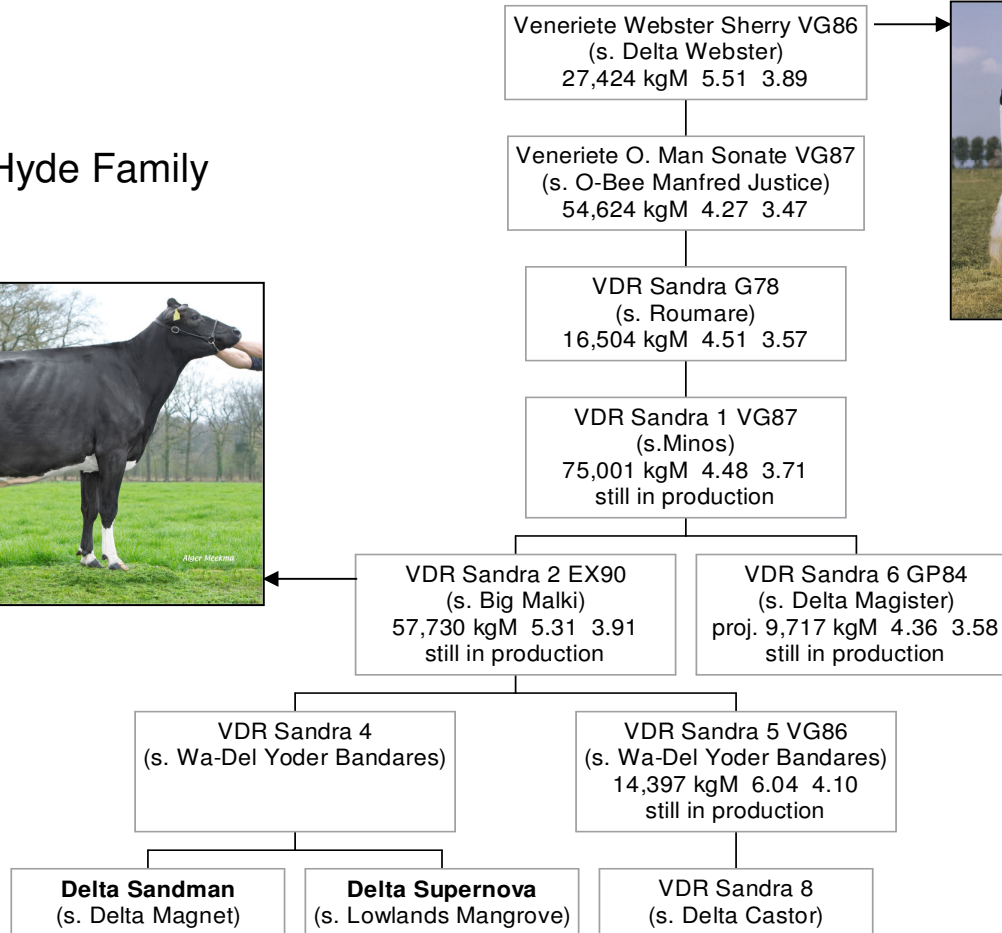 Veneriete Webster Sherry VG86
(s. Delta Webster)
27,424 kgM 5.51 3.89
Hyde Family
Veneriete O. Man Sonate VG87
(s. O-Bee Manfred Justice)
54,624 kgM 4.27 3.47
VDR Sandra G78
(s. Roumare)
16,504 kgM 4.51 3.57
VDR Sandra 1 VG87
(s.Minos)
75,001 kgM 4.48 3.71
still in production
Alger Meekma
VDR Sandra 2 EX90
(s. Big Malki)
57,730 kgM 5.31 3.91
still in production
VDR Sandra 6 GP84
(s. Delta Magister)
proj. 9,717 kgM 4.36 3.58
still in production
VDR Sandra 4
(s. Wa-Del Yoder Bandares)
VDR Sandra 5 VG86
(s. Wa-Del Yoder Bandares)
14,397 kgM 6.04 4.10
still in production
Delta Sandman
(s. Delta Magnet)
Delta Supernova
(s. Lowlands Mangrove)
VDR Sandra 8
(s. Delta Castor)